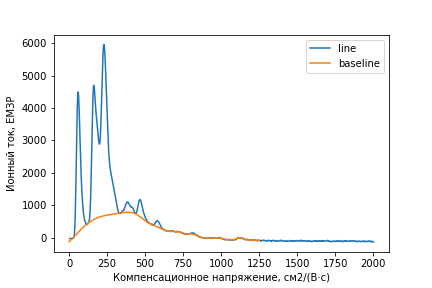 line
baseline
6000
5000
4000
3000
2000
1000
0
Ионный ток, ЕМЗР
0 250 500 750 1000 1250 1500 1750 2000
Компенсационное напряжение, см2/(В·с)